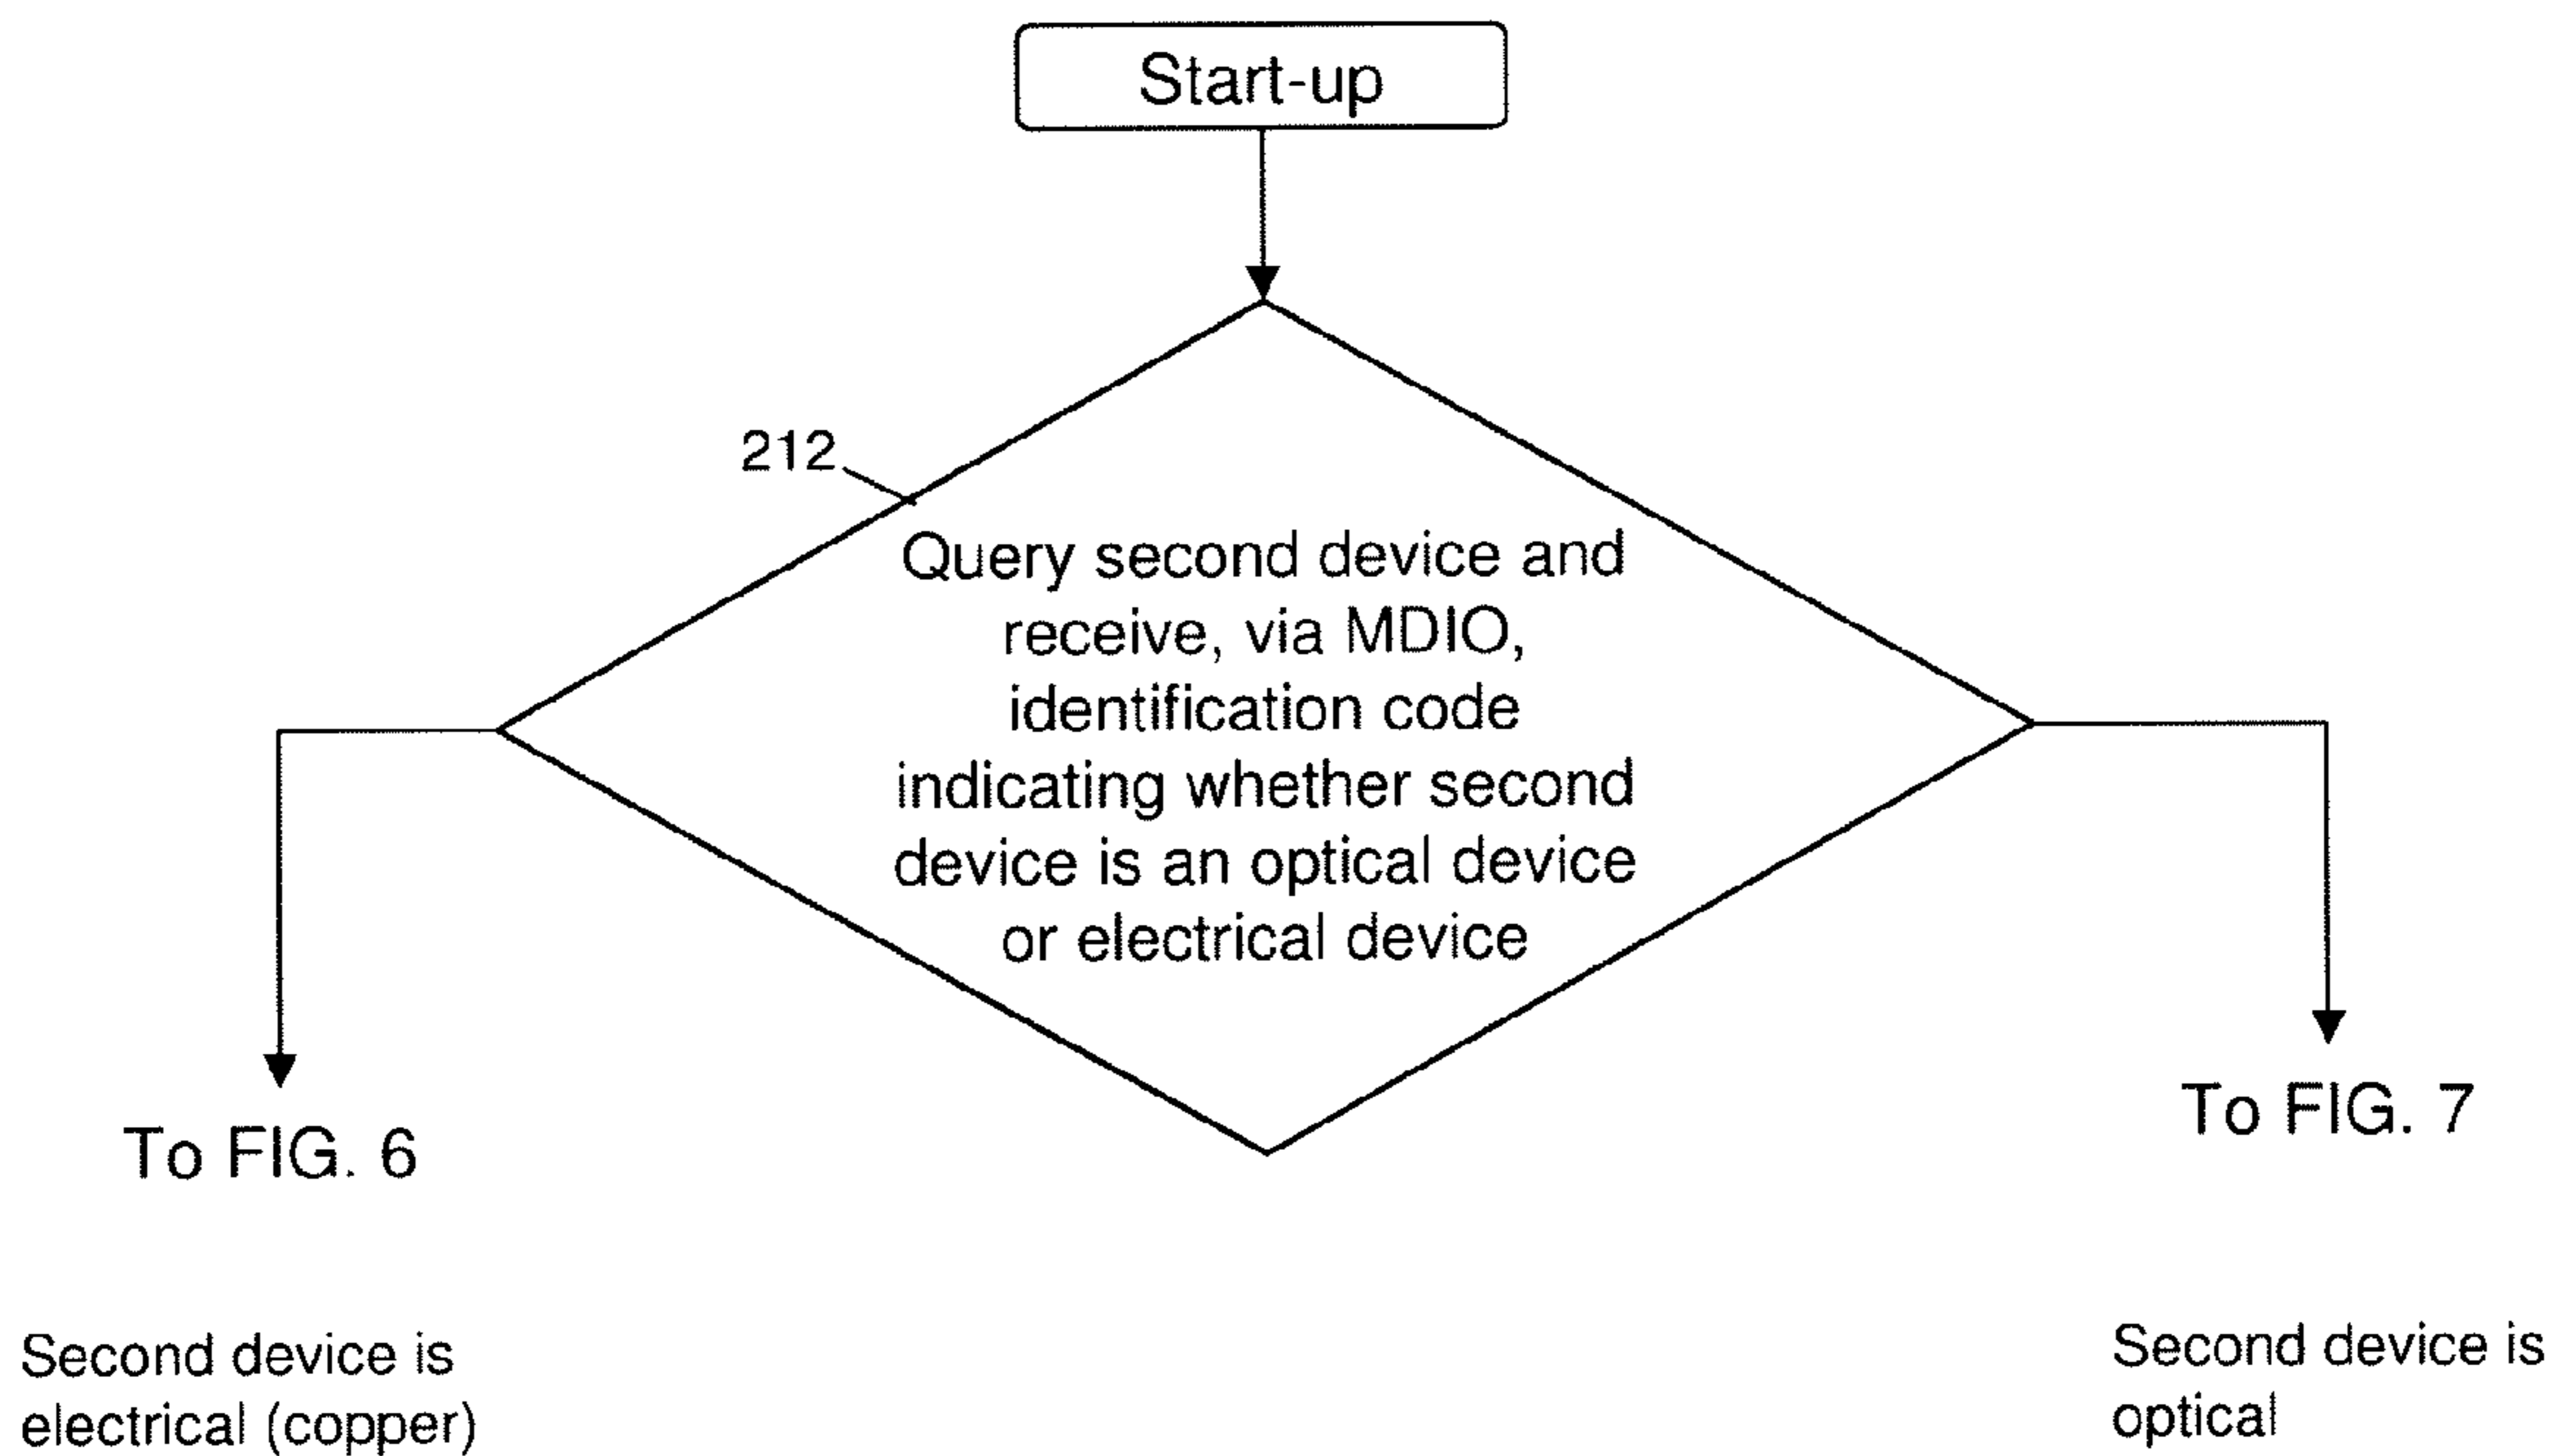 Start-up
212
Query second device and
receive, via MDIO,
identification code
indicating whether second
device is an optical device
or electrical device
To FIG. 6
To FIG. 7
Second device is
electrical (copper)
Second device is
optical